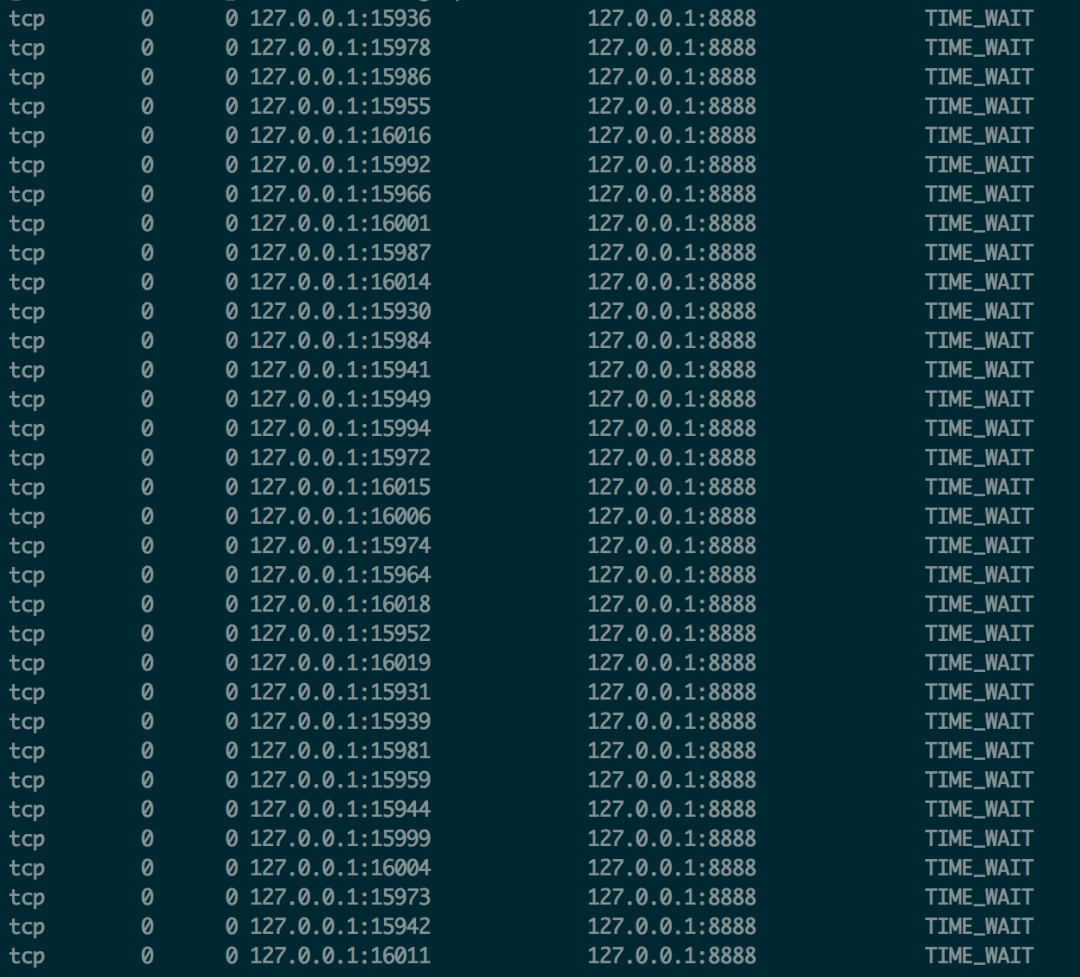 tcp 0 0 127.0.0.1:15936 127.0.0.1:8888 TIME_WAIT
tcp 0 0 127.0.0.1:15978 127.0.0.1:8888 TIME_WAIT
tcp 0 0 127.0.0.1:15986 127.0.0.1:8888 TIME_WAIT
tcp 0 0 127.0.0.1:15955 127.0.0.1:8888 TIME_WAIT
tcp 0 0 127.0.0.1:16016 127.0.0.1:8888 TIME_WAIT
tcp 0 0 127.0.0.1:15992 127.0.0.1:8888 TIME_WAIT
tcp 0 0 127.0.0.1:15966 127.0.0.1:8888 TIME_WAIT
tcp 0 0 127.0.0.1:16001 127.0.0.1:8888 TIME_WAIT
tcp 0 0 127.0.0.1:15987 127.0.0.1:8888 TIME_WAIT
tcp 0 0 127.0.0.1:16014 127.0.0.1:8888 TIME_WAIT
tcp 0 0 127.0.0.1:15930 127.0.0.1:8888 TIME_WAIT
tcp 0 0 127.0.0.1:15984 127.0.0.1:8888 TIME_WAIT
tcp 0 0 127.0.0.1:15941 127.0.0.1:8888 TIME_WAIT
tcp 0 0 127.0.0.1:15949 127.0.0.1:8888 TIME_WAIT
tcp 0 0 127.0.0.1:15994 127.0.0.1:8888 TIME_WAIT
tcp 0 0 127.0.0.1:15972 127.0.0.1:8888 TIME_WAIT
tcp 0 0 127.0.0.1:16015 127.0.0.1:8888 TIME_WAIT
tcp 0 0 127.0.0.1:16006 127.0.0.1:8888 TIME_WAIT
tcp 0 0 127.0.0.1:15974 127.0.0.1:8888 TIME_WAIT
tcp 0 0 127.0.0.1:15964 127.0.0.1:8888 TIME_WAIT
tcp 0 0 127.0.0.1:16018 127.0.0.1:8888 TIME_WAIT
tcp 0 0 127.0.0.1:15952 127.0.0.1:8888 TIME_WAIT
tcp 0 0 127.0.0.1:16019 127.0.0.1:8888 TIME_WAIT
tcp 0 0 127.0.0.1:15931 127.0.0.1:8888 TIME_WAIT
tcp 0 0 127.0.0.1:15939 127.0.0.1:8888 TIME_WAIT
tcp 0 0 127.0.0.1:15981 127.0.0.1:8888 TIME_WAIT
tcp 0 0 127.0.0.1:15959 127.0.0.1:8888 TIME_WAIT
tcp 0 0 127.0.0.1:15944 127.0.0.1:8888 TIME_WAIT
tcp 0 0 127.0.0.1:15999 127.0.0.1:8888 TIME_WAIT
tcp 0 0 127.0.0.1:16004 127.0.0.1:8888 TIME_WAIT
tcp 0 0 127.0.0.1:15973 127.0.0.1:8888 TIME_WAIT
tcp 0 0 127.0.0.1:15942 127.0.0.1:8888 TIME_WAIT
tcp 0 0 127.0.0.1:16011 127.0.0.1:8888 TIME_WAIT